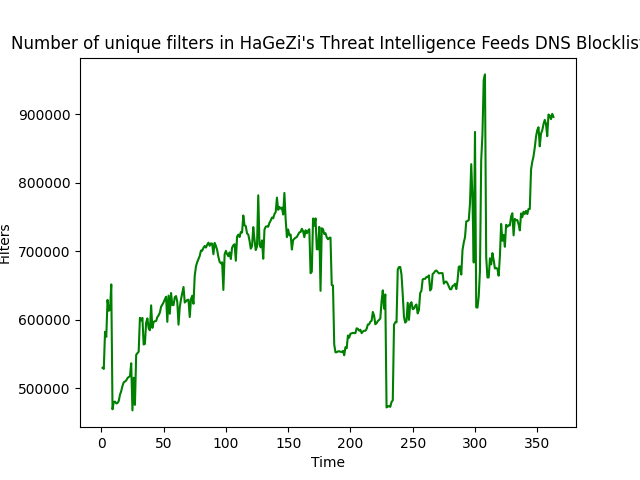 Number of unique filters in HaGeZi's Threat Intelligence Feeds DNS Blocklist
900000
800000
700000
600000
500000
Filters
0 50 100 150 200 250 300 350
Time